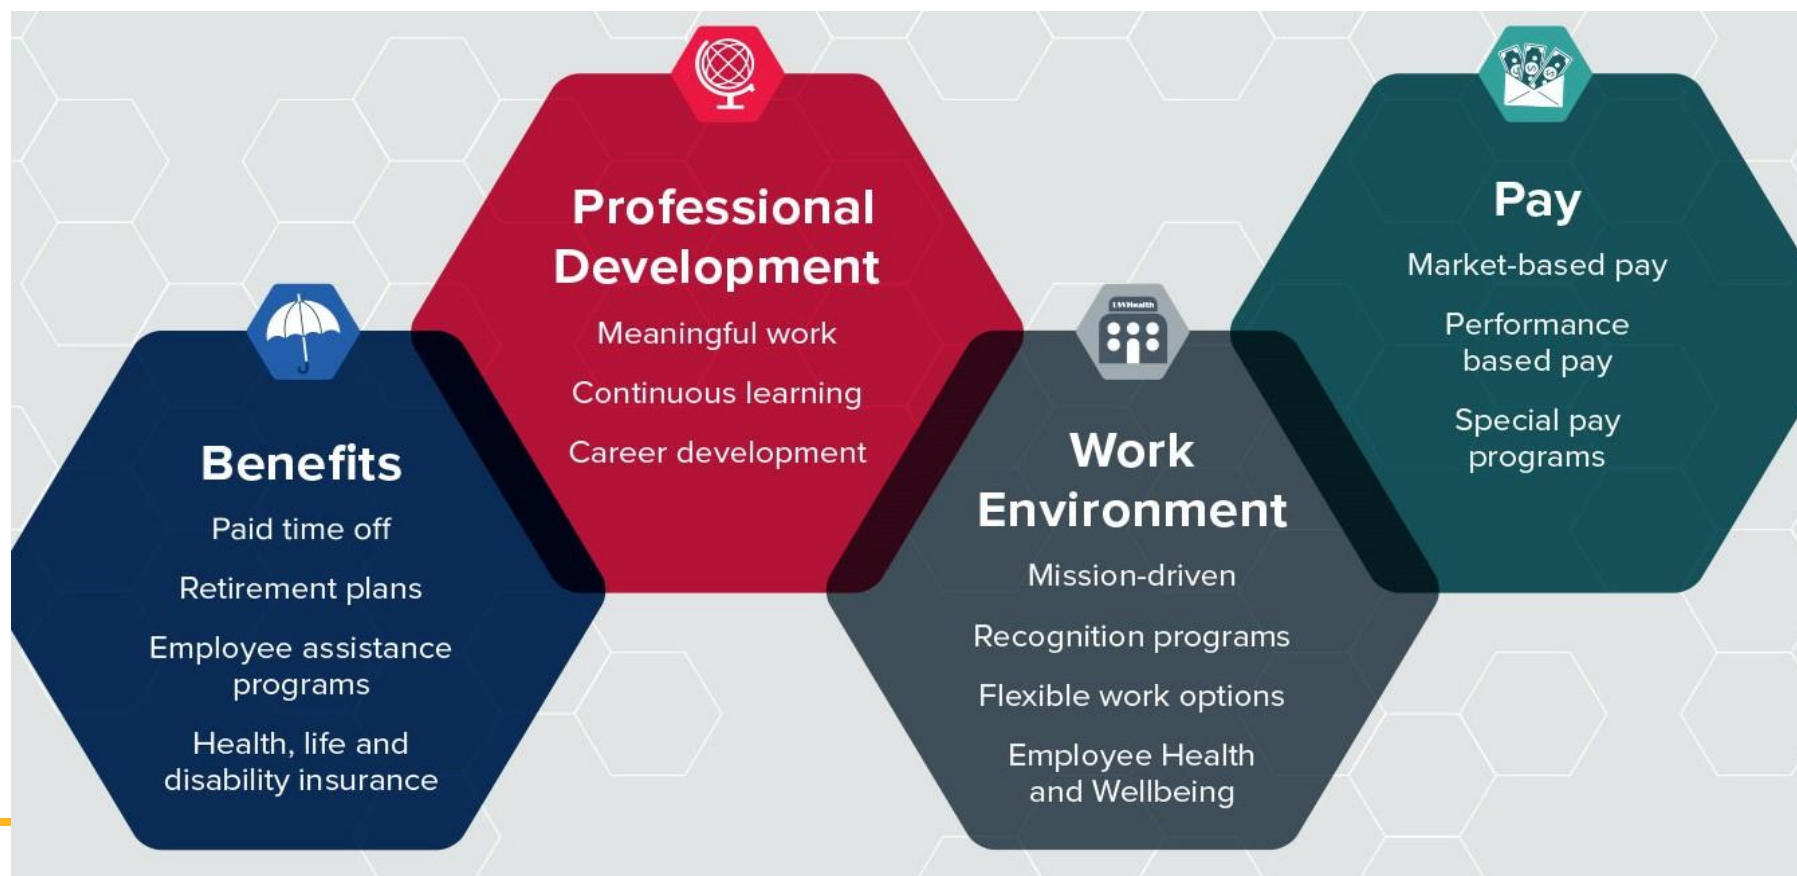 Benefits
Paid time off
Retirement plans
Employee assistance
programs
Health, life and
disability insurance
Professional
Development
Meaningful work
Continuous learning
Career development
UWHealth
Work
Environment
Mission-driven
Recognition programs
Flexible work options
Employee Health
and Wellbeing
Pay
Market-based pay
Performance
based pay
Special pay
programs